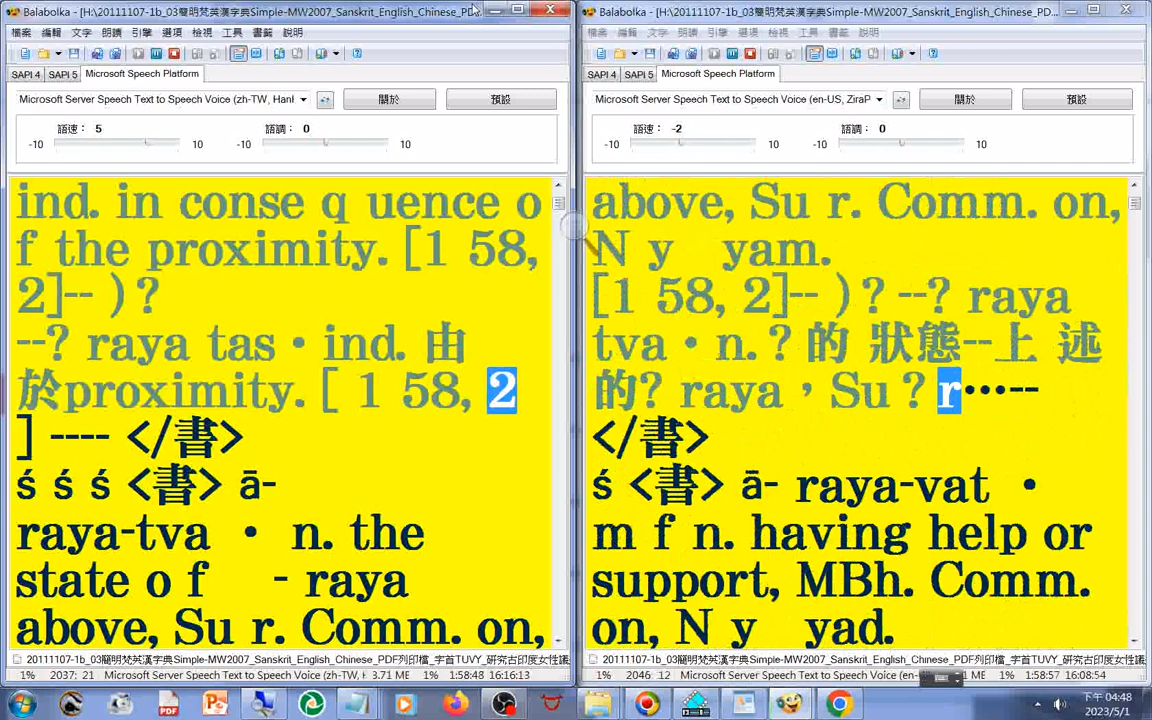 Balabolka - [H:\20111107-1b_03簡明梵英漢字典Simple-MW2007_Sanskrit_English_Chinese_PD...
檔案 編輯 文字 朗讀 引擎 選項 檢視 工具 書籤 說明
SAPI 4 SAPI 5 Microsoft Speech Platform
Microsoft Server Speech Text to Speech Voice (zh-TW, Hanl
關於 預設
語速： 5 語調： 0
-10 10 -10 10
ind. in conse q uence o
f the proximity. [1 58,
2]-- ) ?
--? raya tas・ind. 由
於proximity. [ 1 58, 2
] ---- </書>
ś ś ś <書> ā-
raya-tva ・ n. the
state o f - raya
above, Su r. Comm. on,
20111107-1b_03簡明梵英漢字典Simple-MW2007_Sanskrit_English_Chinese_PDF列印檔_字首TUVY_研究古印度女性議
1% 2037; 21 Microsoft Server Speech Text to Speech Voice (zh-TW, H 3.71 ME 1% 1:58:48 16:16:13
Balabolka - [H:\20111107-1b_03簡明梵英漢字典Simple-MW2007_Sanskrit_English_Chinese_PD...
檔案 編輯 文字 朗讀 引擎 選項 檢視 工具 書籤 說明
SAPI 4 SAPI 5 Microsoft Speech Platform
Microsoft Server Speech Text to Speech Voice (en-US, ZiraP
關於 預設
語速： -2 語調： 0
-10 10 -10 10
above, Su r. Comm. on,
N y yam.
[1 58, 2]-- ) ? --? raya
tva・n. ? 的 狀態--上 述
的? raya，Su ? r•••--
</書>
ś <書> ā- raya-vat ・
m f n. having help or
support, MBh. Comm.
on, N y yad.
20111107-1b_03簡明梵英漢字典Simple-MW2007_Sanskrit_English_Chinese_PDF列印檔_字首TUVY_研究古印度女性議
1% 2046: 12 Microsoft Server Speech Text to Speech Voice (en- 1% 1:58:57 16:08:54
下午 04:48
2023/5/1